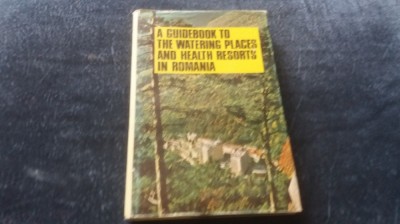 A GUIDEBOOK TO
THE WATERING PLACES
AND HEALTH RESORTS
IN ROMANIA